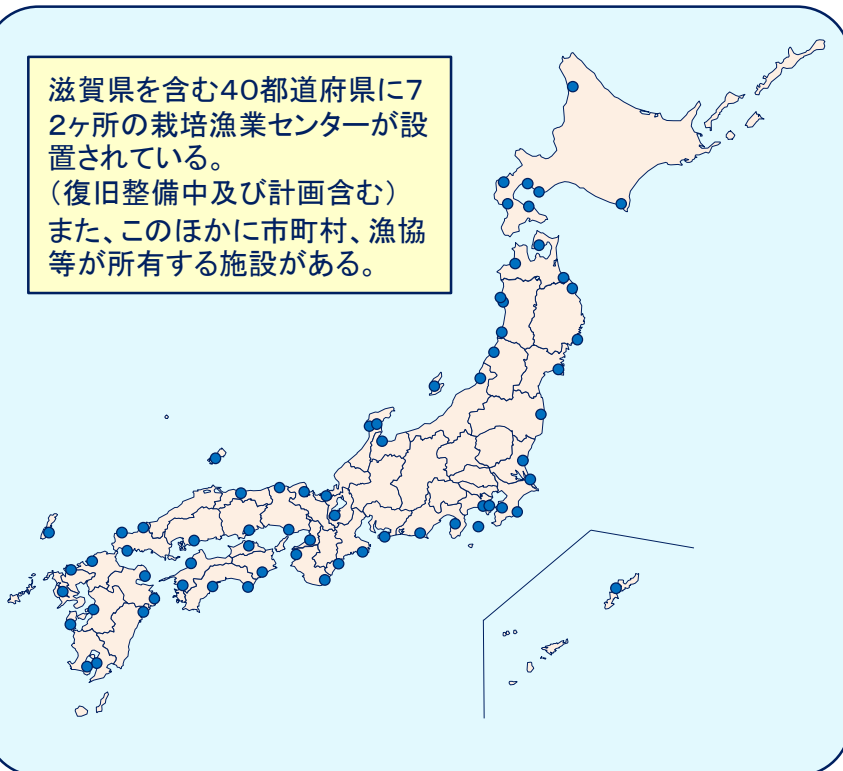 滋賀県を含む40都道府県に7
2ヶ所の栽培漁業センターが設
置されている。
（復旧整備中及び計画含む）
また、このほかに市町村、漁協
等が所有する施設がある。